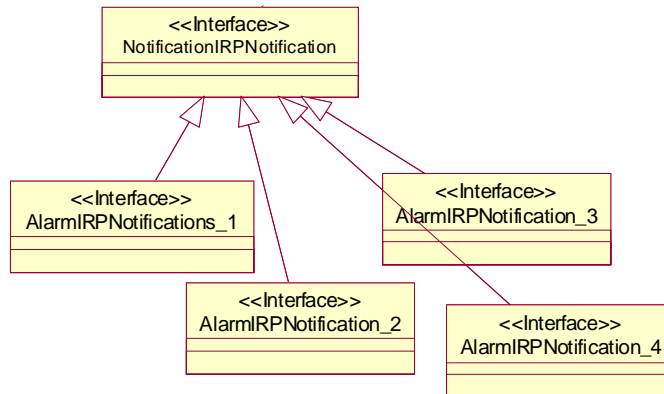 <<Interface>>
NotificationIRPNotification
<<Interface>>
AlarmIRPNotifications_1
<<Interface>>
AlarmIRPNotification_3
<<Interface>>
AlarmIRPNotification_2
<<Interface>>
AlarmIRPNotification_4